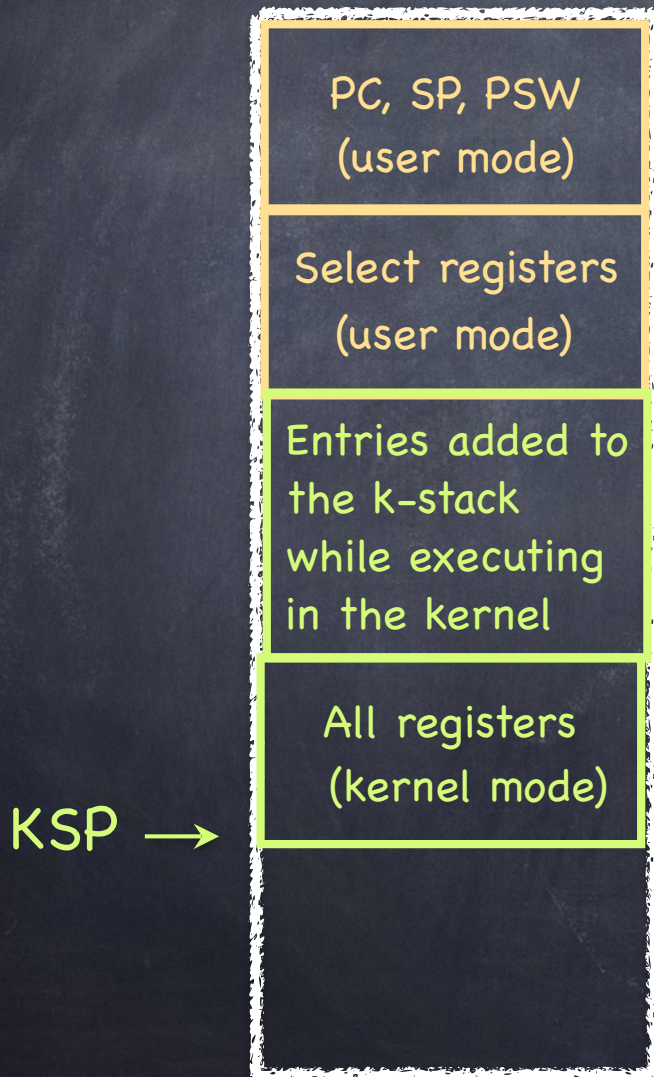 PC, SP, PSW
(user mode)
Select registers
(user mode)
Entries added to
the k-stack
while executing
in the kernel
All registers
(kernel mode)
KSP →